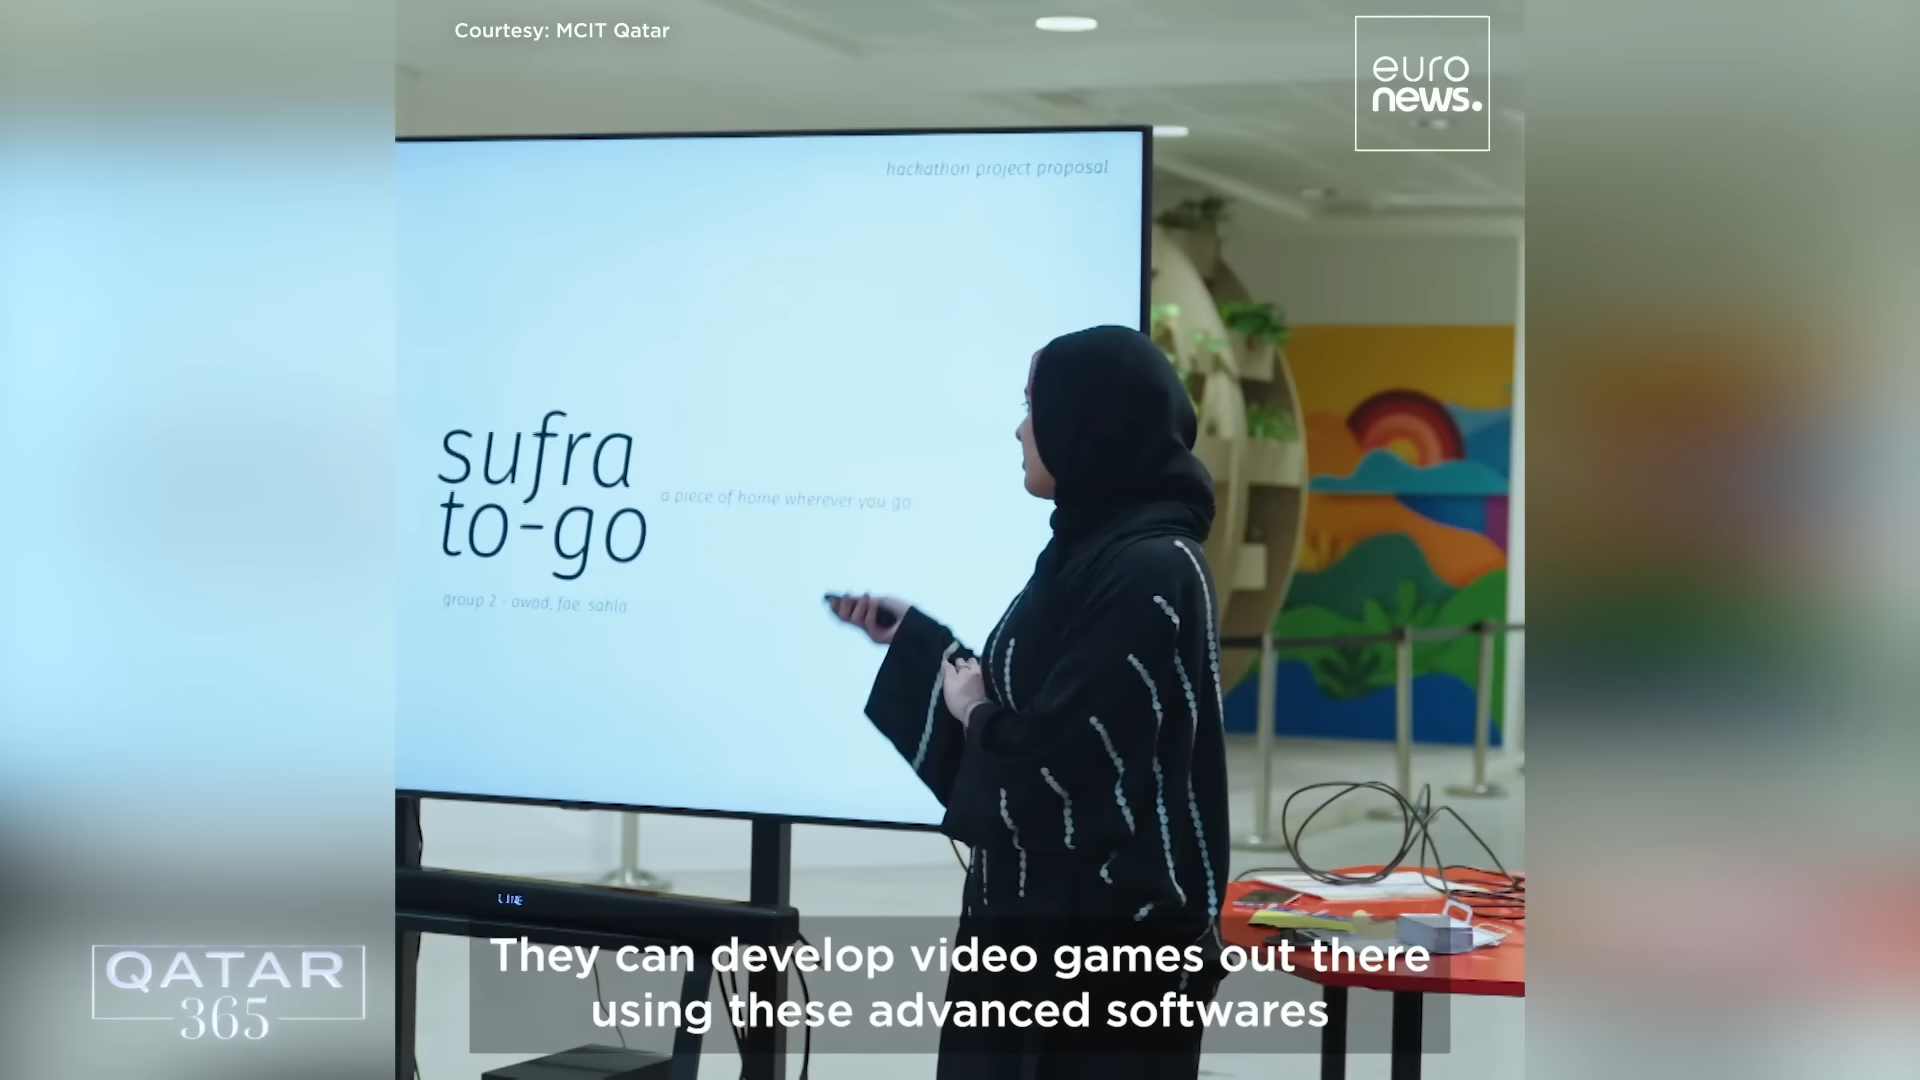 Courtesy: MCIT Qatar
euro
news.
hackathon project proposal
sufra
to-go
a piece of home wherever you go
group 2 - awad, fae, sahla
They can develop video games out there
using these advanced softwares
QATAR
365